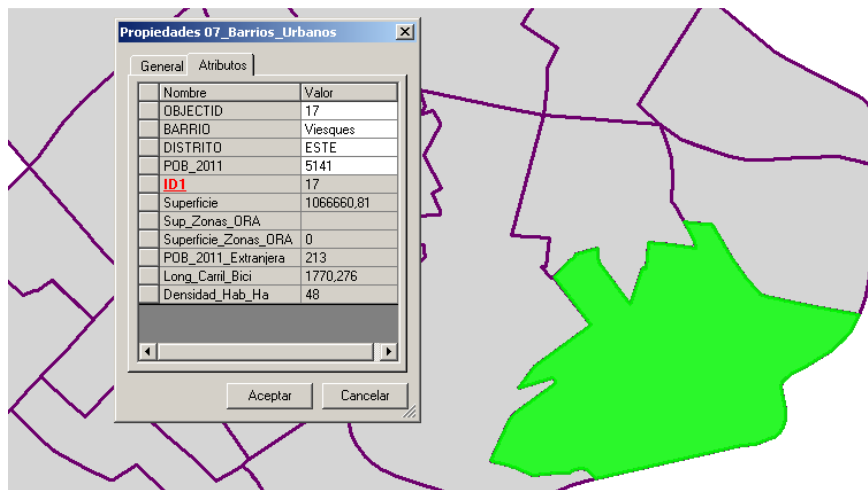 Propiedades 07_Barrios_Urbanos
General Atributos
Nombre Valor
OBJECTID 17
BARRIO Viesques
DISTRITO ESTE
POB_2011 5141
ID1 17
Superficie 1066660,81
Sup_Zonas_ORA
Superficie_Zonas_ORA 0
POB_2011_Extranjera 213
Long_Carril_Bici 1770,276
Densidad_Hab_Ha 48
Aceptar Cancelar